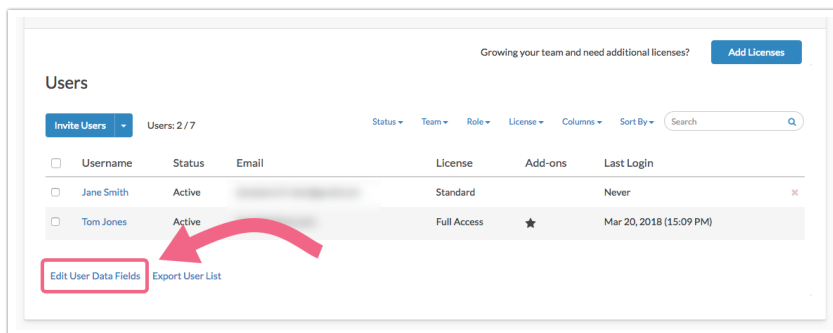 Growing your team and need additional licenses? Add Licenses
Users
Invite Users Users: 2 / 7 Status Team Role License Columns Sort By Search
Username Status Email License Add-ons Last Login
Jane Smith Active Standard Never
Tom Jones Active Full Access Mar 20, 2018 (15:09 PM)
Edit User Data Fields Export User List